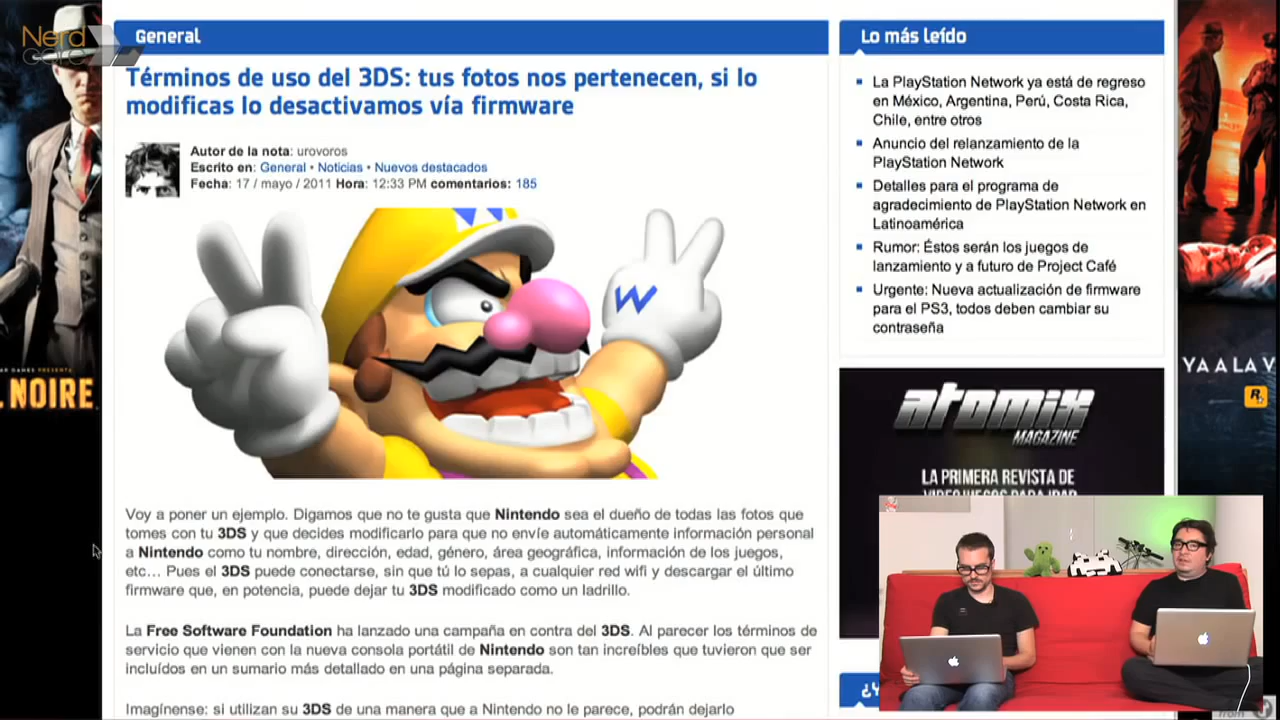 Nerd
core
General
Términos de uso del 3DS: tus fotos nos pertenecen, si lo
modificas lo desactivamos vía firmware
Autor de la nota: urovoros
Escrito en: General • Noticias • Nuevos destacados
Fecha: 17 / mayo / 2011 Hora: 12:33 PM comentarios: 185
W
Voy a poner un ejemplo. Digamos que no te gusta que Nintendo sea el dueño de todas las fotos que
tomes con tu 3DS y que decides modificarlo para que no envíe automáticamente información personal
a Nintendo como tu nombre, dirección, edad, género, área geográfica, información de los juegos,
etc... Pues el 3DS puede conectarse, sin que tú lo sepas, a cualquier red wifi y descargar el último
firmware que, en potencia, puede dejar tu 3DS modificado como un ladrillo.
La Free Software Foundation ha lanzado una campaña en contra del 3DS. Al parecer los términos de
servicio que vienen con la nueva consola portátil de Nintendo son tan increíbles que tuvieron que ser
incluídos en un sumario más detallado en una página separada.
Imagínense: si utilizan su 3DS de una manera que a Nintendo no le parece, podrán dejarlo
Lo más leído
La PlayStation Network ya está de regreso
en México, Argentina, Perú, Costa Rica,
Chile, entre otros
Anuncio del relanzamiento de la
PlayStation Network
Detalles para el programa de
agradecimiento de PlayStation Network en
Latinoamérica
Rumor: Éstos serán los juegos de
lanzamiento y a futuro de Project Café
Urgente: Nueva actualización de firmware
para el PS3, todos deben cambiar su
contraseña
atomix
MAGAZINE
LA PRIMERA REVISTA DE
VIDEOJUEGOS PARA IPAD
¿Y
NOIRE
YA A LA V
R
from